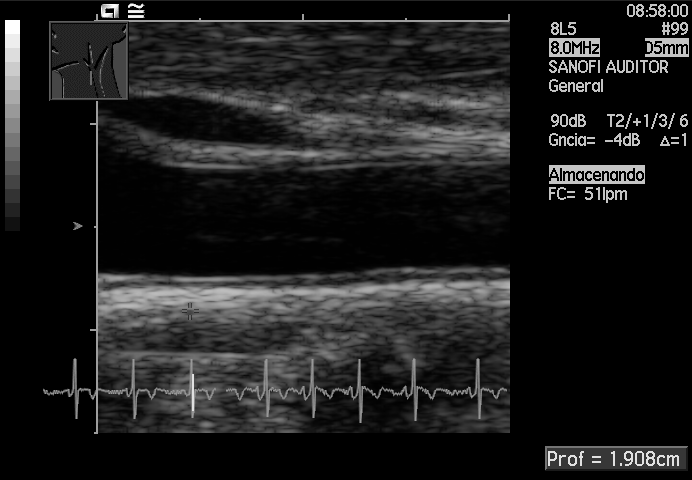 08:58:00
8L5 #99
8.0MHz D5mm
SANOFI AUDITOR
General
90dB T2/+1/3/ 6
Gncia= -4dB Δ=1
Almacenando
FC= 51lpm
Prof = 1.908cm